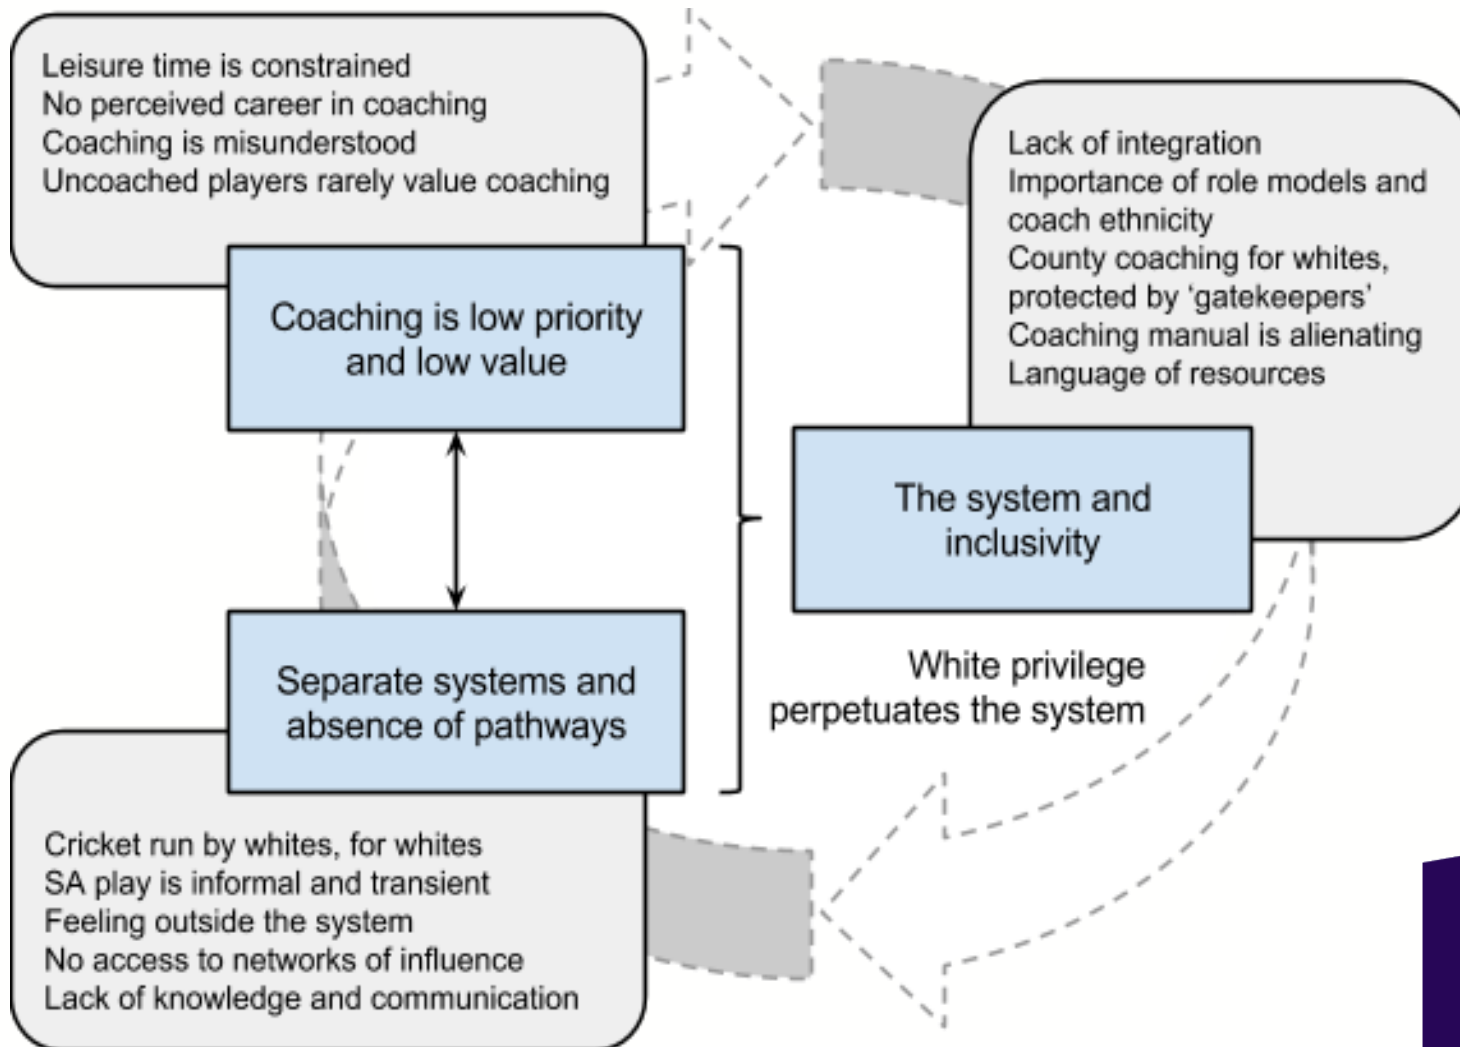 Leisure time is constrained
No perceived career in coaching
Coaching is misunderstood
Uncoached players rarely value coaching
Coaching is low priority
and low value
Lack of integration
Importance of role models and
coach ethnicity
County coaching for whites,
protected by ‘gatekeepers’
Coaching manual is alienating
Language of resources
The system and
inclusivity
White privilege
perpetuates the system
Separate systems and
absence of pathways
Cricket run by whites, for whites
SA play is informal and transient
Feeling outside the system
No access to networks of influence
Lack of knowledge and communication